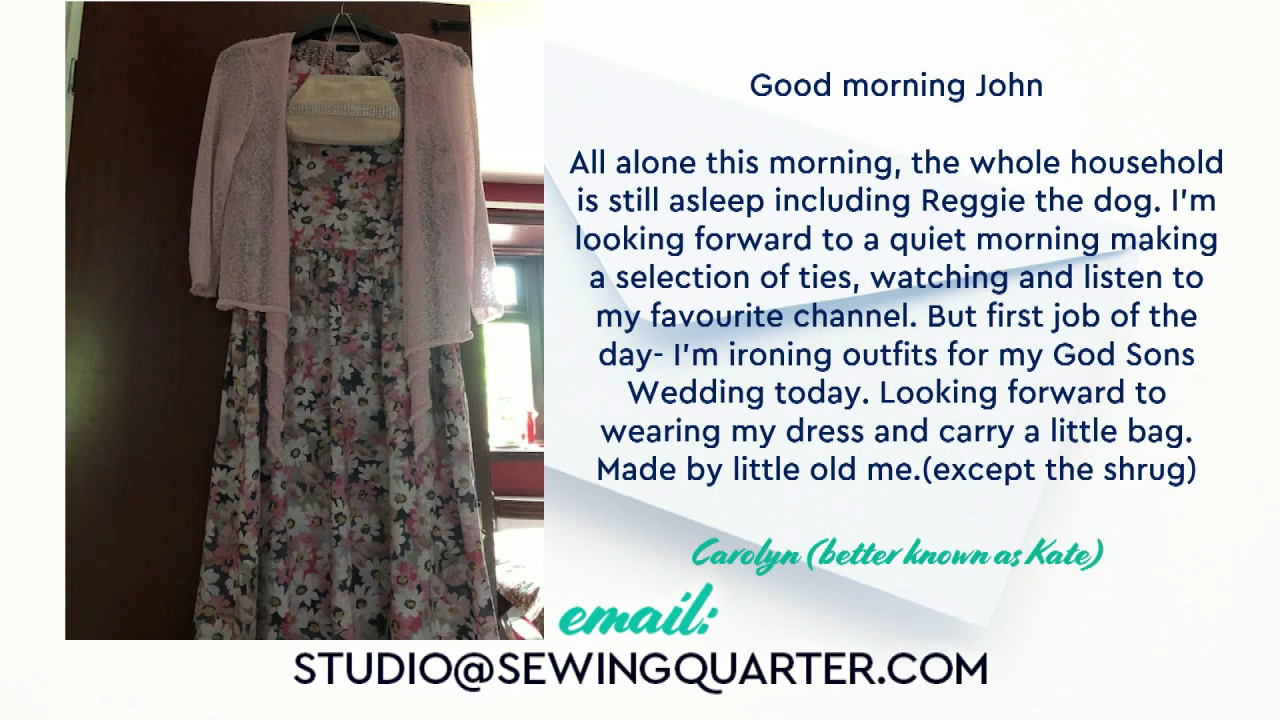 Good morning John
All alone this morning, the whole household
is still asleep including Reggie the dog. I'm
looking forward to a quiet morning making
a selection of ties, watching and listen to
my favourite channel. But first job of the
day- I'm ironing outfits for my God Sons
Wedding today. Looking forward to
wearing my dress and carry a little bag.
Made by little old me.(except the shrug)
Carolyn (better known as Kate)
email:
STUDIO@SEWINGQUARTER.COM